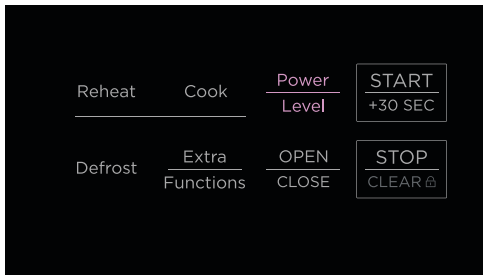 Reheat
Cook
Power
Level
START
+30 SEC
Defrost
Extra
Functions
OPEN
CLOSE
STOP
CLEAR